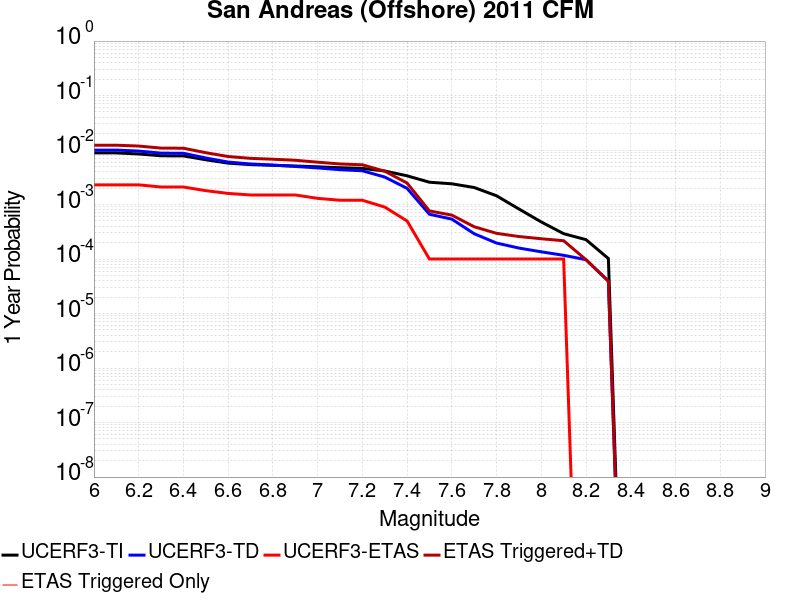 San Andreas (Offshore) 2011 CFM
10 0
10 -1
10 -2
10 -3
10 -4
10 -5
10 -6
10 -7
10 -8
1 Year Probability
6 6.2 6.4 6.6 6.8 7 7.2 7.4 7.6 7.8 8 8.2 8.4 8.6 8.8 9
Magnitude
UCERF3-TI UCERF3-TD UCERF3-ETAS ETAS Triggered+TD
ETAS Triggered Only